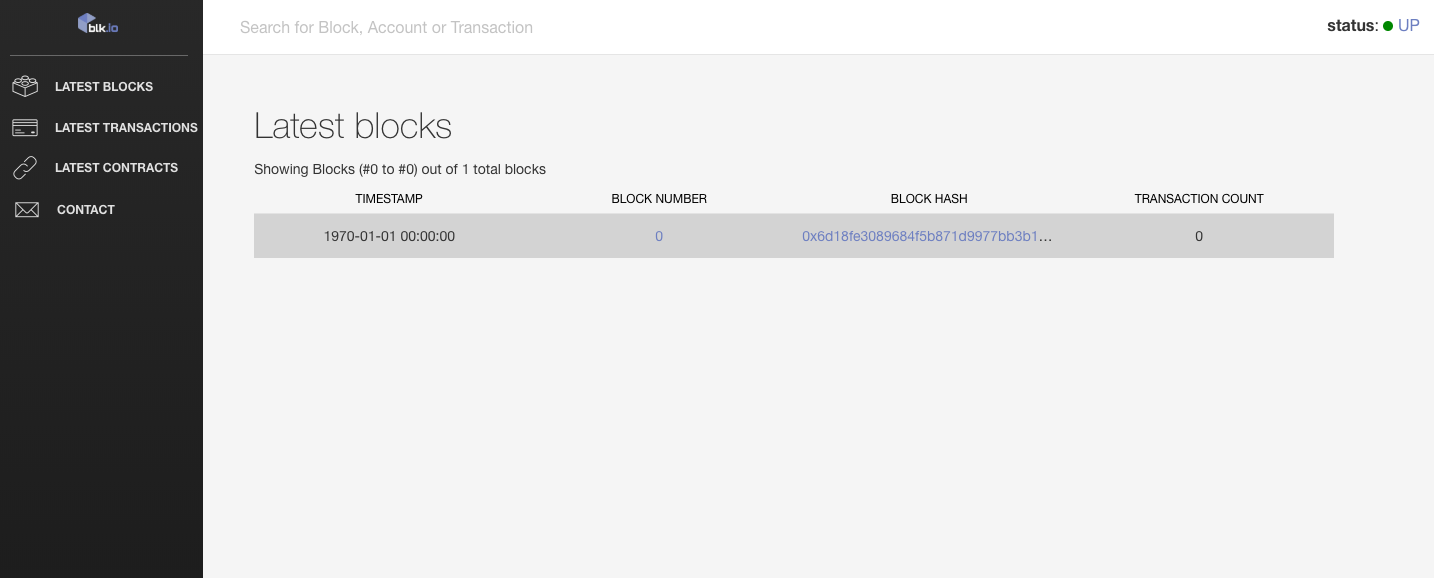 blk.io
Search for Block, Account or Transaction
status: UP
LATEST BLOCKS
LATEST TRANSACTIONS
LATEST CONTRACTS
CONTACT
Latest blocks
Showing Blocks (#0 to #0) out of 1 total blocks
TIMESTAMP BLOCK NUMBER BLOCK HASH TRANSACTION COUNT
1970-01-01 00:00:00 0 0x6d18fe3089684f5b871d9977bb3b1... 0